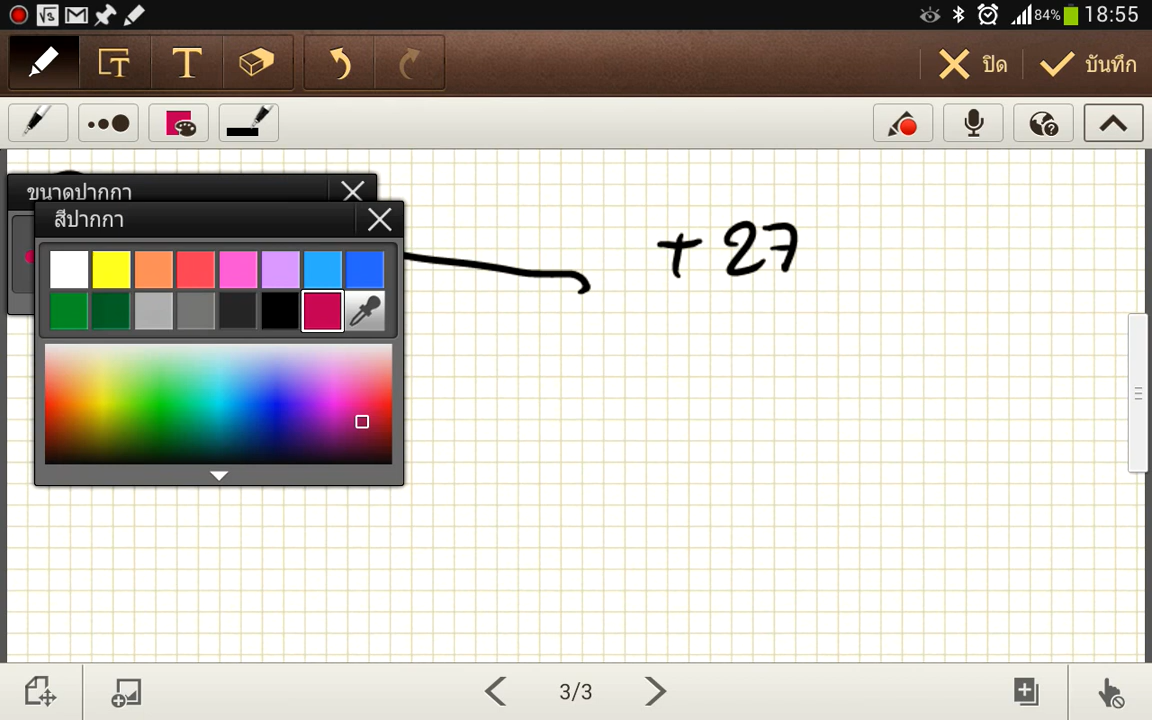 84% 18:55
T T ปิด บันทึก
ขนาดปากกา
สีปากกา
+ 27
3/3